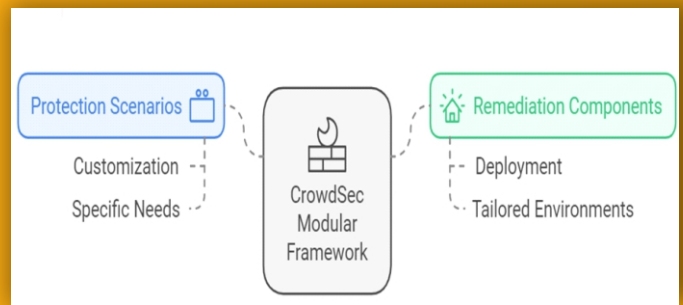 Protection Scenarios
Customization
Specific Needs
CrowdSec
Modular
Framework
Remediation Components
Deployment
Tailored Environments